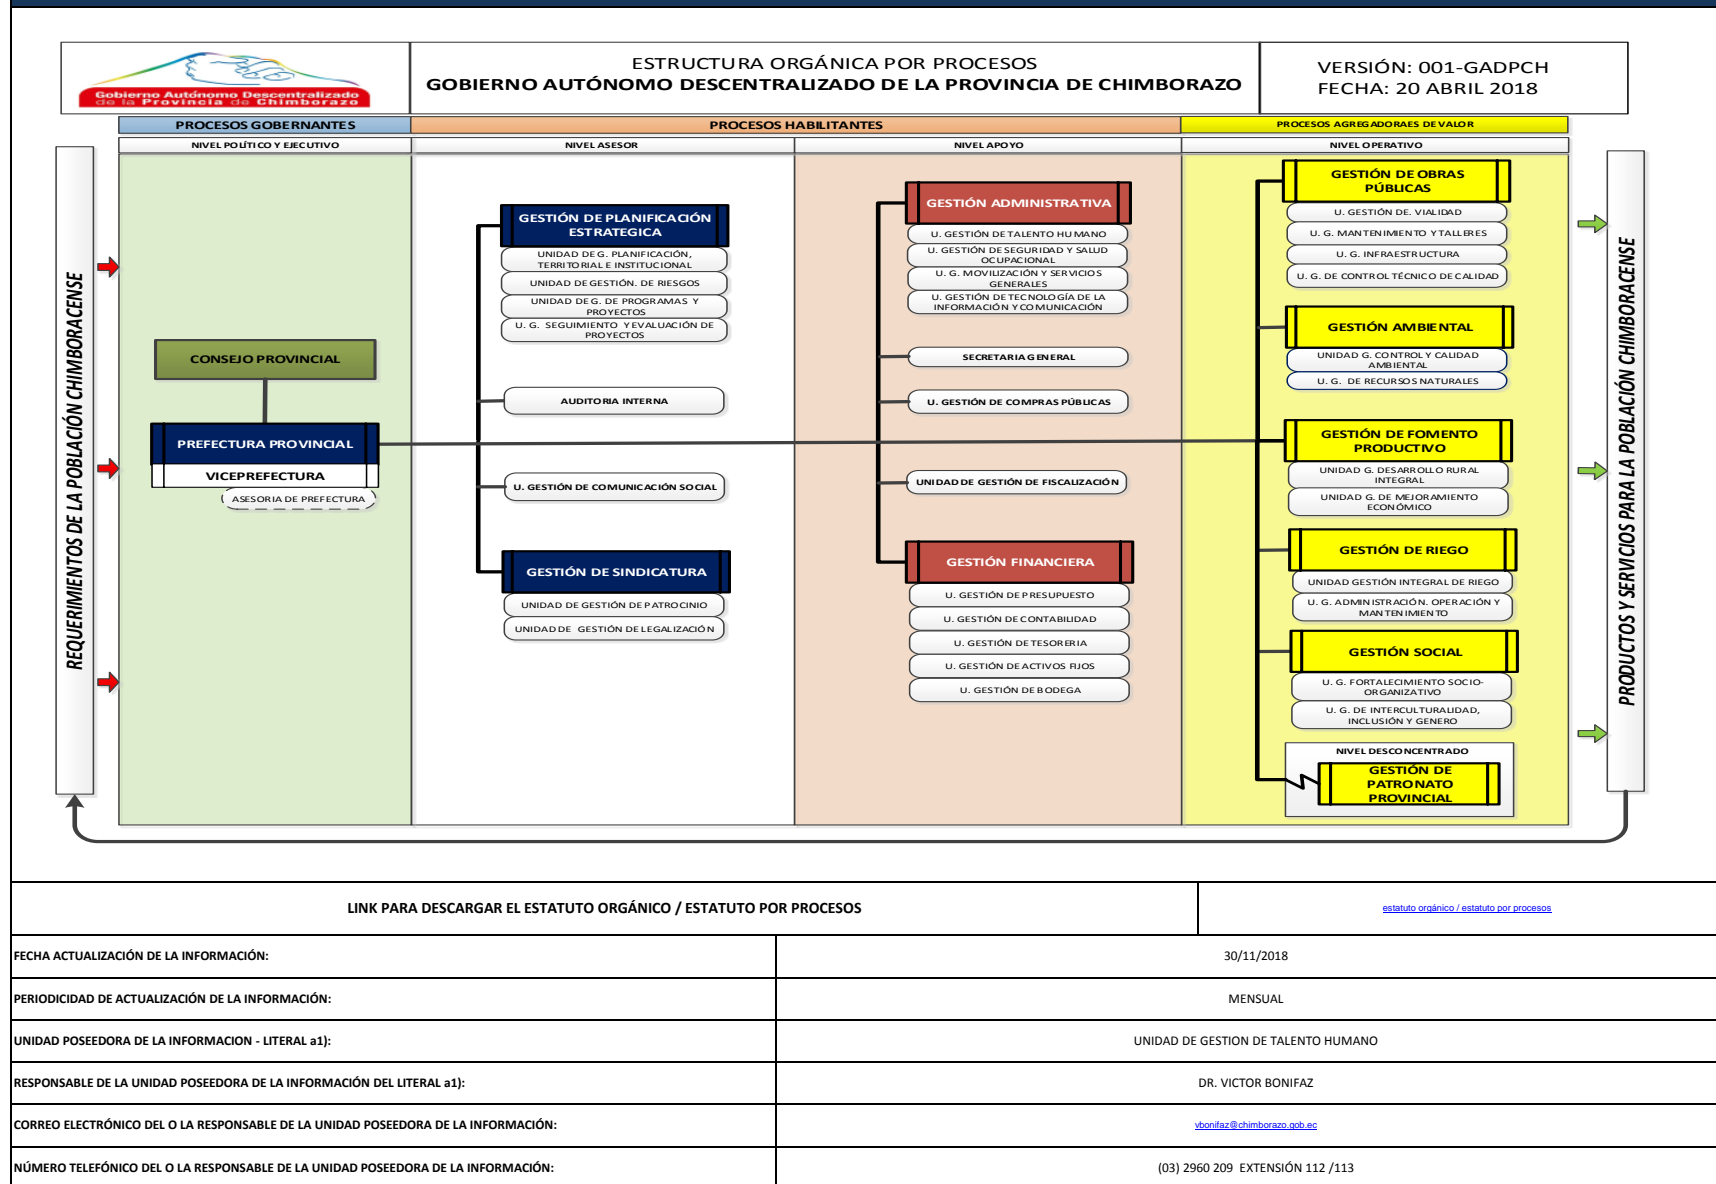 Gobierno Autónomo Descentralizado
de la Provincia de Chimborazo
ESTRUCTURA ORGÁNICA POR PROCESOS
GOBIERNO AUTÓNOMO DESCENTRALIZADO DE LA PROVINCIA DE CHIMBORAZO
VERSIÓN: 001-GADPCH
FECHA: 20 ABRIL 2018
PROCESOS GOBERNANTES
PROCESOS HABILITANTES
PROCESOS AGREGADORAES DE VALOR
NIVEL POLÍTICO Y EJECUTIVO
NIVEL ASESOR
NIVEL APOYO
NIVEL OPERATIVO
REQUERIMIENTOS DE LA POBLACIÓN CHIMBORACENSE
CONSEJO PROVINCIAL
PREFECTURA PROVINCIAL
VICEPREFECTURA
ASESORIA DE PREFECTURA
GESTIÓN DE PLANIFICACIÓN
ESTRATEGICA
UNIDAD DE G. PLANIFICACIÓN,
TERRITORIAL E INSTITUCIONAL
UNIDAD DE GESTIÓN. DE RIESGOS
UNIDAD DE G. DE PROGRAMAS Y
PROYECTOS
U. G. SEGUIMIENTO Y EVALUACIÓN DE
PROYECTOS
AUDITORIA INTERNA
U. GESTIÓN DE COMUNICACIÓN SOCIAL
GESTIÓN DE SINDICATURA
UNIDAD DE GESTIÓN DE PATROCINIO
UNIDAD DE GESTIÓN DE LEGALIZACIÓN
GESTIÓN ADMINISTRATIVA
U. GESTIÓN DE TALENTO HUMANO
U. GESTIÓN DE SEGURIDAD Y SALUD
OCUPACIONAL
U. G. MOVILIZACIÓN Y SERVICIOS
GENERALES
U. GESTIÓN DE TECNOLOGÍA DE LA
INFORMACIÓN Y COMUNICACIÓN
SECRETARIA GENERAL
U. GESTIÓN DE COMPRAS PÚBLICAS
UNIDAD DE GESTIÓN DE FISCALIZACIÓN
GESTIÓN FINANCIERA
U. GESTIÓN DE PRESUPUESTO
U. GESTIÓN DE CONTABILIDAD
U. GESTIÓN DE TESORERIA
U. GESTIÓN DE ACTIVOS FIJOS
U. GESTIÓN DE BODEGA
GESTIÓN DE OBRAS
PÚBLICAS
U. GESTIÓN DE. VIALIDAD
U. G. MANTENIMIENTO Y TALLERES
U. G. INFRAESTRUCTURA
U. G. DE CONTROL TÉCNICO DE CALIDAD
GESTIÓN AMBIENTAL
UNIDAD G. CONTROL Y CALIDAD
AMBIENTAL
U. G. DE RECURSOS NATURALES
GESTIÓN DE FOMENTO
PRODUCTIVO
UNIDAD G. DESARROLLO RURAL
INTEGRAL
UNIDAD G. DE MEJORAMIENTO
ECONÓMICO
GESTIÓN DE RIEGO
UNIDAD GESTIÓN INTEGRAL DE RIEGO
U. G. ADMINISTRACIÓN. OPERACIÓN Y
MANTENIMIENTO
GESTIÓN SOCIAL
U. G. FORTALECIMIENTO SOCIO-
ORGANIZATIVO
U. G. DE INTERCULTURALIDAD,
INCLUSIÓN Y GENERO
NIVEL DESCONCENTRADO
GESTIÓN DE
PATRONATO
PROVINCIAL
PRODUCTOS Y SERVICIOS PARA LA POBLACIÓN CHIMBORACENSE
LINK PARA DESCARGAR EL ESTATUTO ORGÁNICO / ESTATUTO POR PROCESOS
estatuto orgánico / estatuto por procesos
FECHA ACTUALIZACIÓN DE LA INFORMACIÓN:
30/11/2018
PERIODICIDAD DE ACTUALIZACIÓN DE LA INFORMACIÓN:
MENSUAL
UNIDAD POSEEDORA DE LA INFORMACION - LITERAL a1):
UNIDAD DE GESTION DE TALENTO HUMANO
RESPONSABLE DE LA UNIDAD POSEEDORA DE LA INFORMACIÓN DEL LITERAL a1):
DR. VICTOR BONIFAZ
CORREO ELECTRÓNICO DEL O LA RESPONSABLE DE LA UNIDAD POSEEDORA DE LA INFORMACIÓN:
vbonifaz@chimborazo.gob.ec
NÚMERO TELEFÓNICO DEL O LA RESPONSABLE DE LA UNIDAD POSEEDORA DE LA INFORMACIÓN:
(03) 2960 209 EXTENSIÓN 112 /113